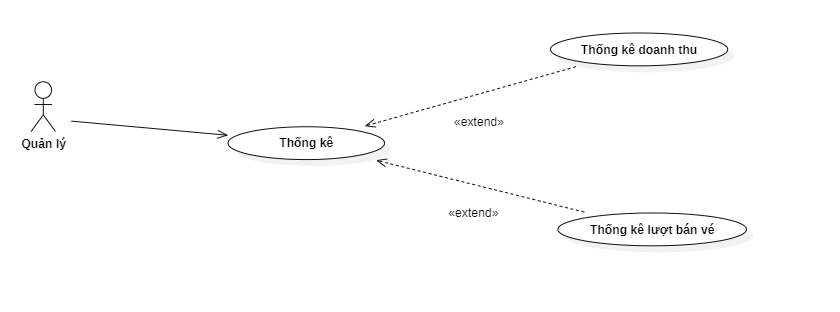 Thống kê doanh thu
«extend»
Quản lý
Thống kê
«extend»
Thống kê lượt bán vé